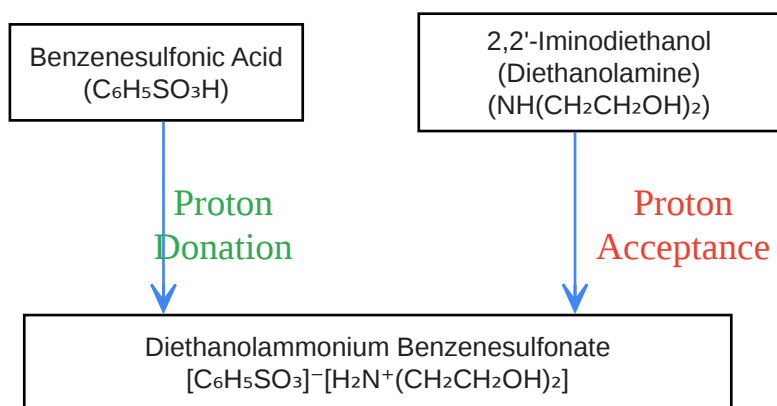 Benzenesulfonic Acid
(C₆H₅SO₃H)
2,2'-Iminodiethanol
(Diethanolamine)
(NH(CH₂CH₂OH)₂)
Proton
Donation
Proton
Acceptance
Diethanolammonium Benzenesulfonate
[C₆H₅SO₃]⁻[H₂N⁺(CH₂CH₂OH)₂]